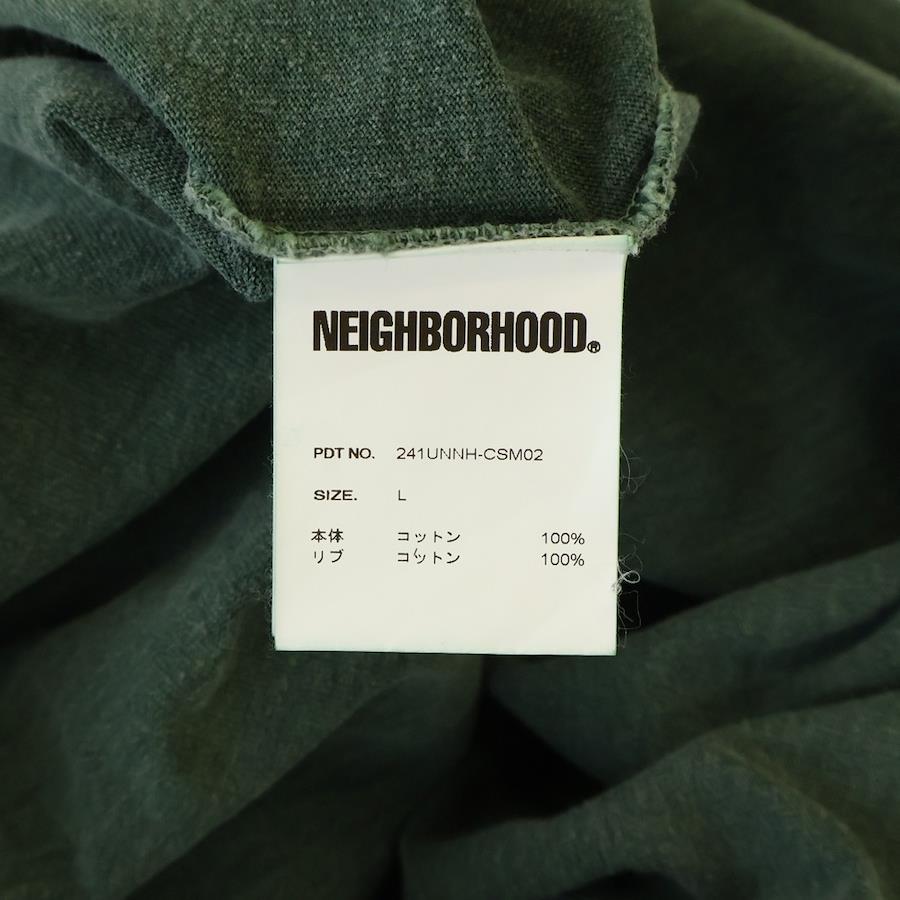 NEIGHBORHOOD®
PDT NO. 241UNNH-CSM02
SIZE. L
本体 コットン 100%
リブ コットン 100%